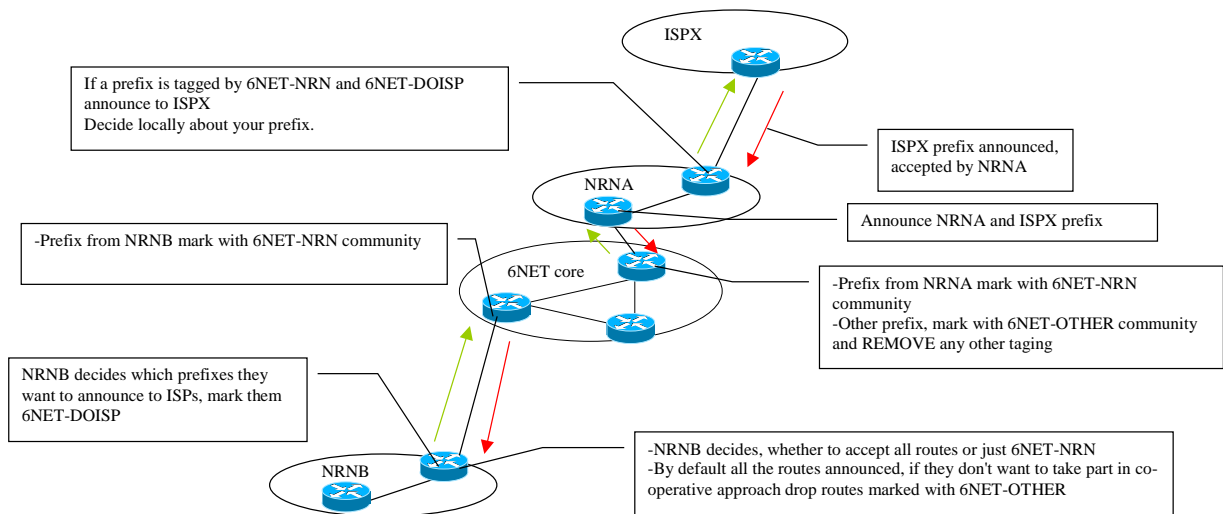 ISPX
If a prefix is tagged by 6NET-NRN and 6NET-DOISP
announce to ISPX
Decide locally about your prefix.
ISPX prefix announced,
accepted by NRNA
NRNA
Announce NRNA and ISPX prefix
-Prefix from NRNB mark with 6NET-NRN community
6NET core
-Prefix from NRNA mark with 6NET-NRN
community
-Other prefix, mark with 6NET-OTHER community
and REMOVE any other taging
NRNB decides which prefixes they
want to announce to ISPs, mark them
6NET-DOISP
-NRNB decides, whether to accept all routes or just 6NET-NRN
-By default all the routes announced, if they don't want to take part in co-
operative approach drop routes marked with 6NET-OTHER
NRNB